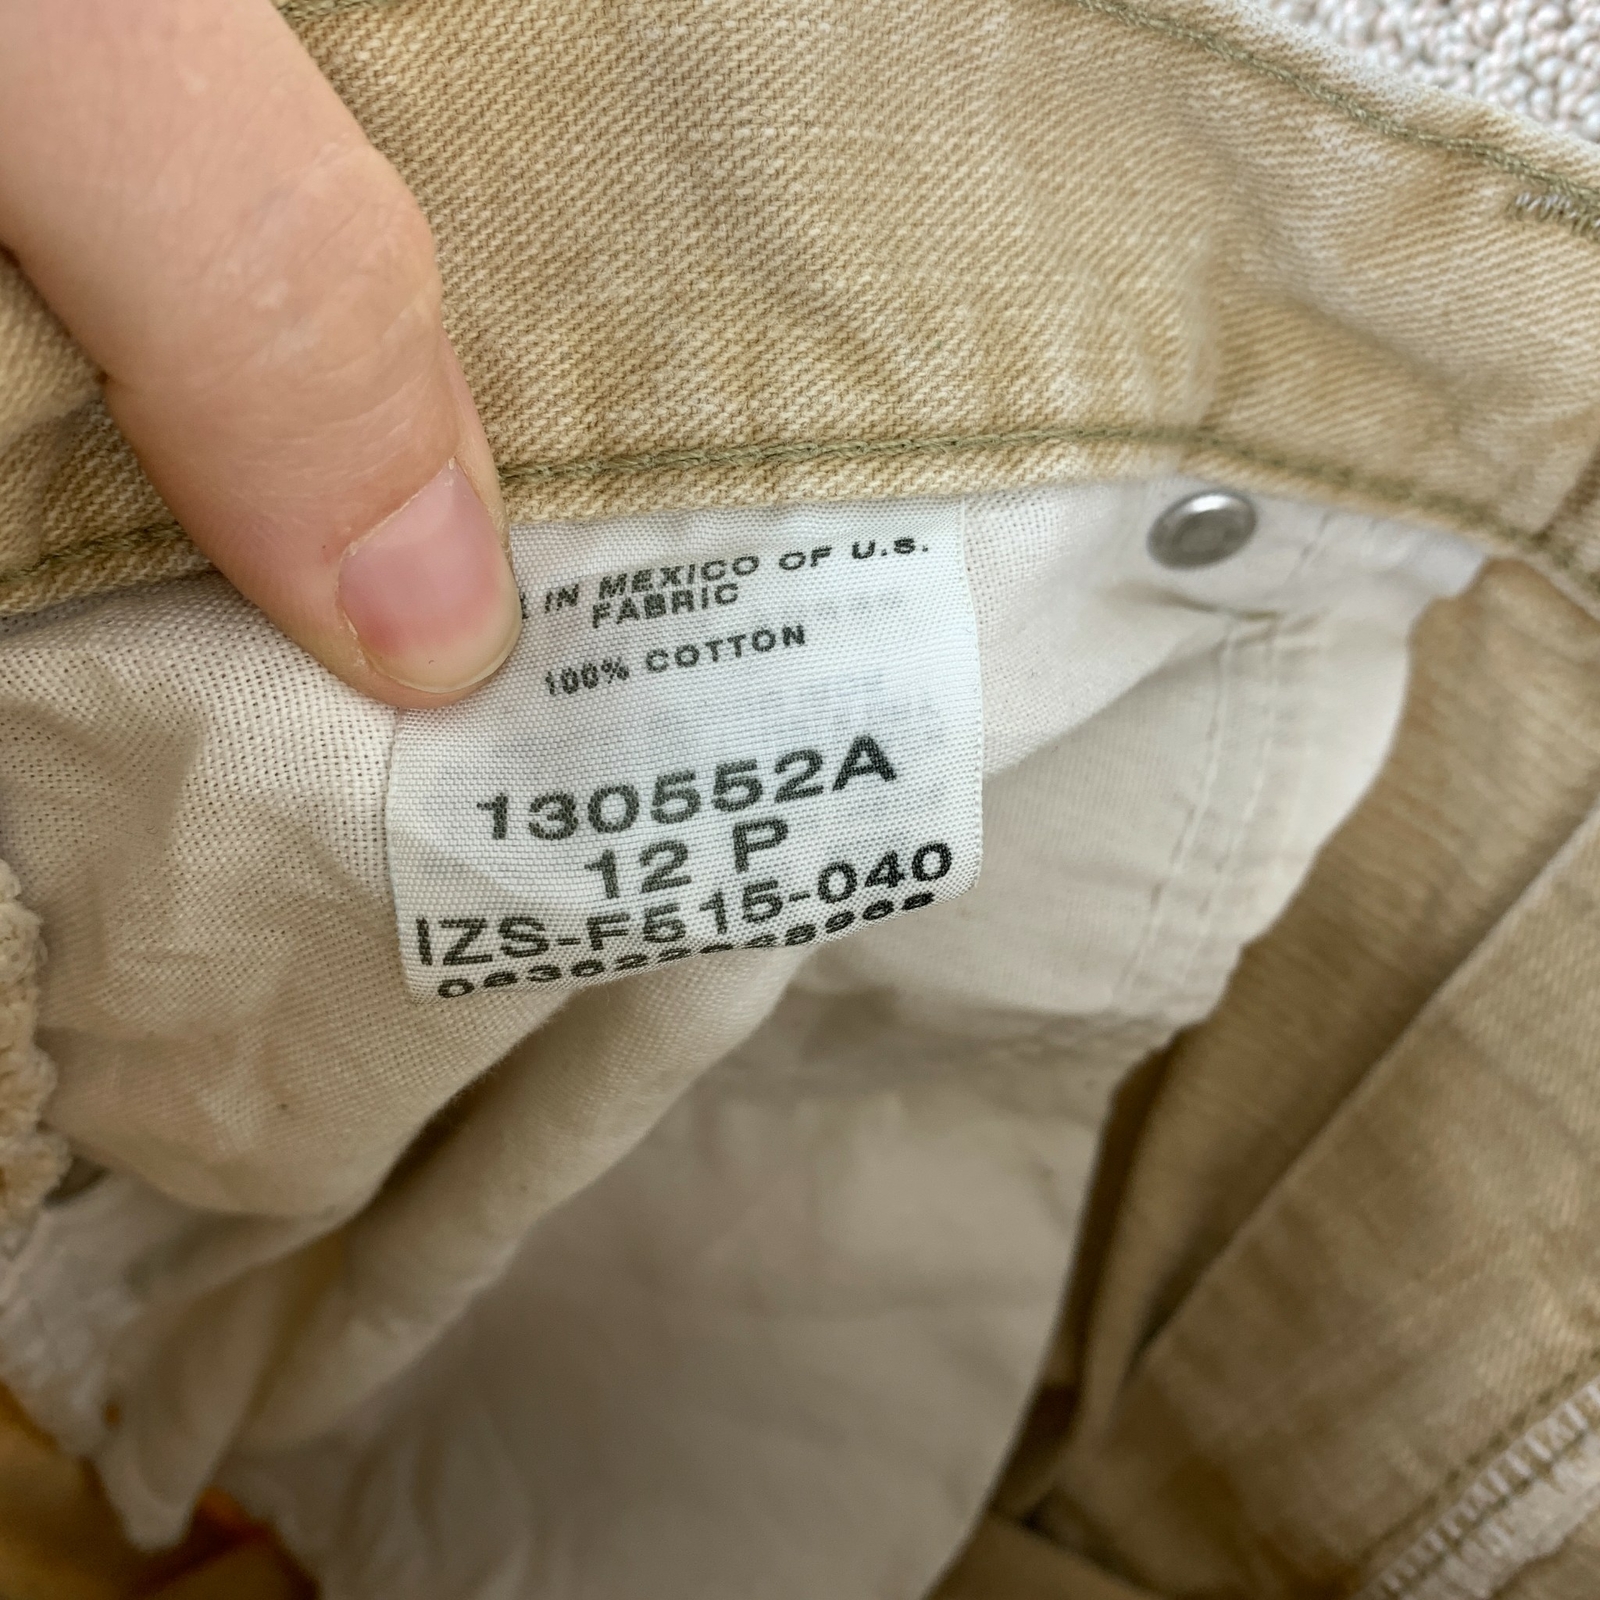 IN MEXICO OF U.S.
FABRIC
100% COTTON
130552A
12 P
IZS-F515-040